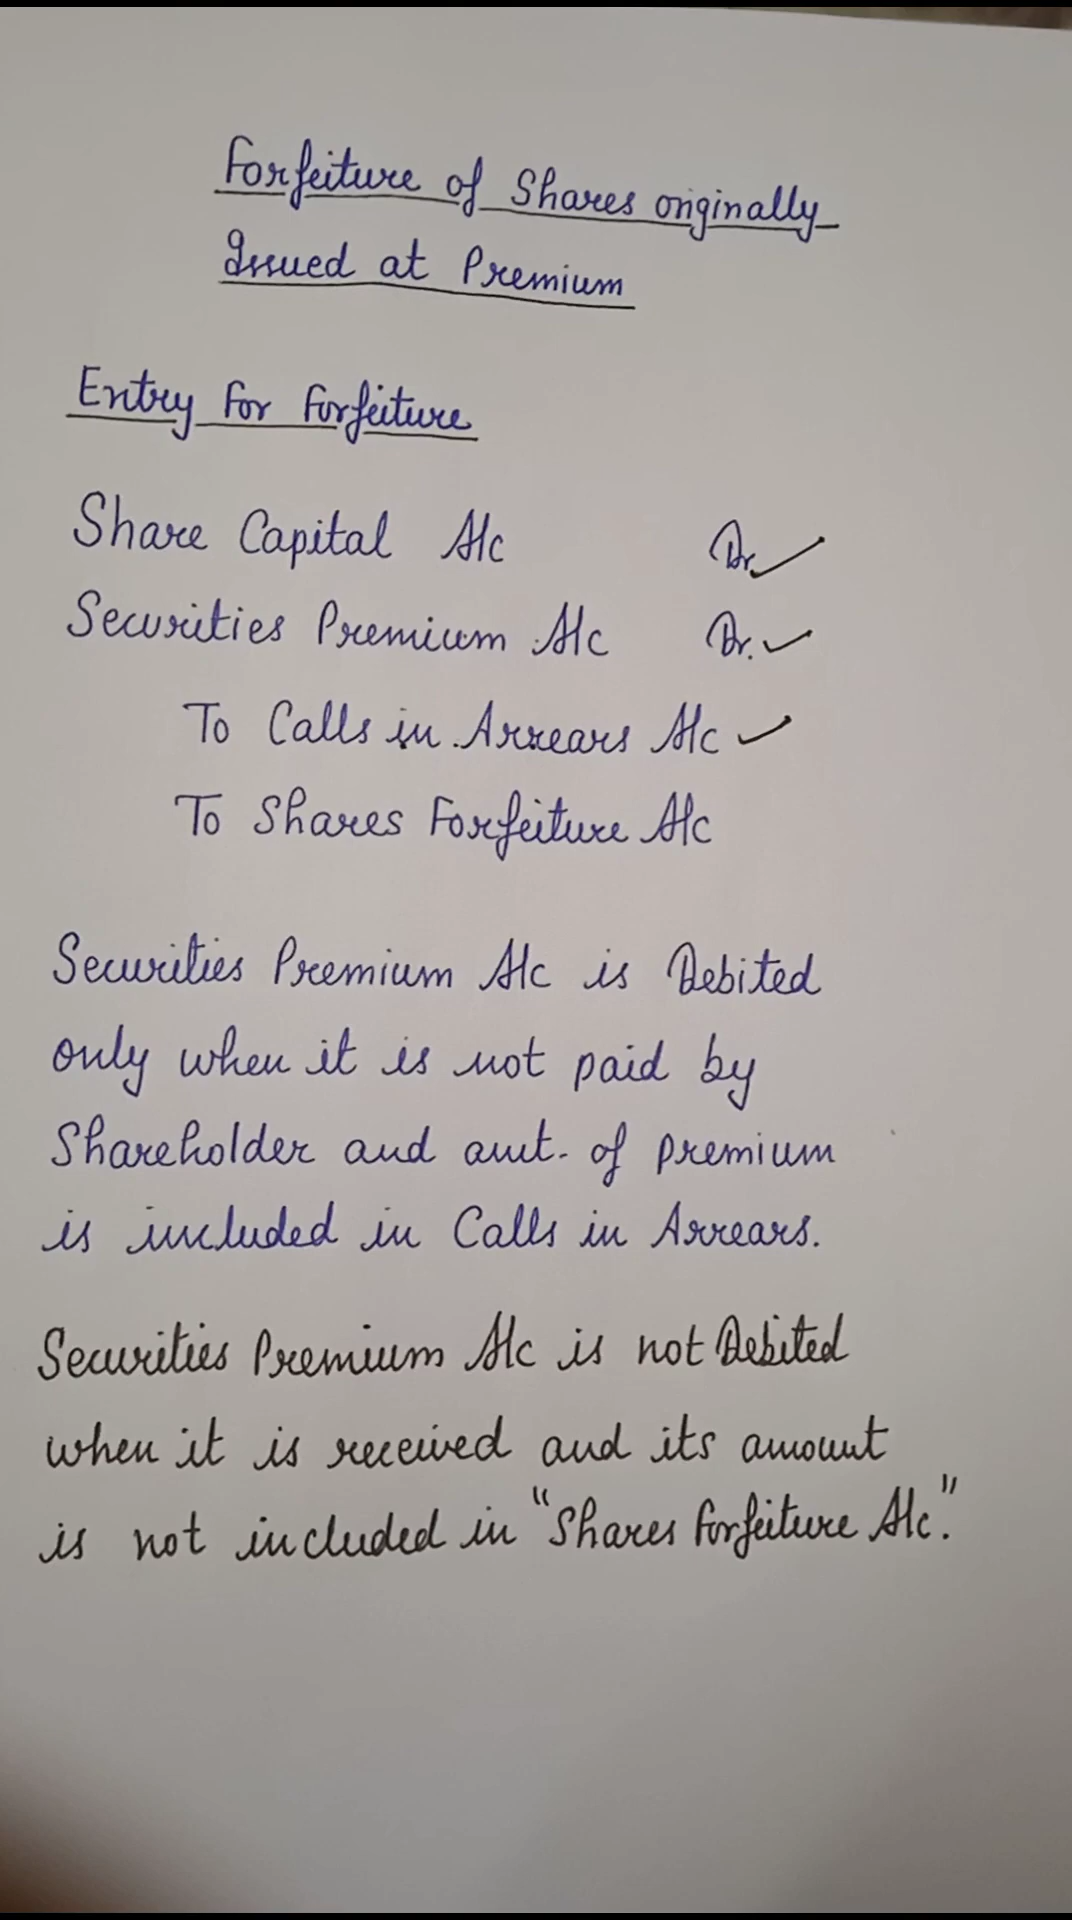 Forfeiture of Shares originally
Issued at Premium
Entry For Forfeiture
Share Capital A/c Dr.
Securities Premium A/c Dr.
To Calls in Arrears A/c
To Shares Forfeiture A/c
Securities Premium A/c is Debited
only when it is not paid by
Shareholder and amt. of premium
is included in Calls in Arrears.
Securities Premium A/c is not Debited
when it is received and its amount
is not included in "Shares Forfeiture A/c."